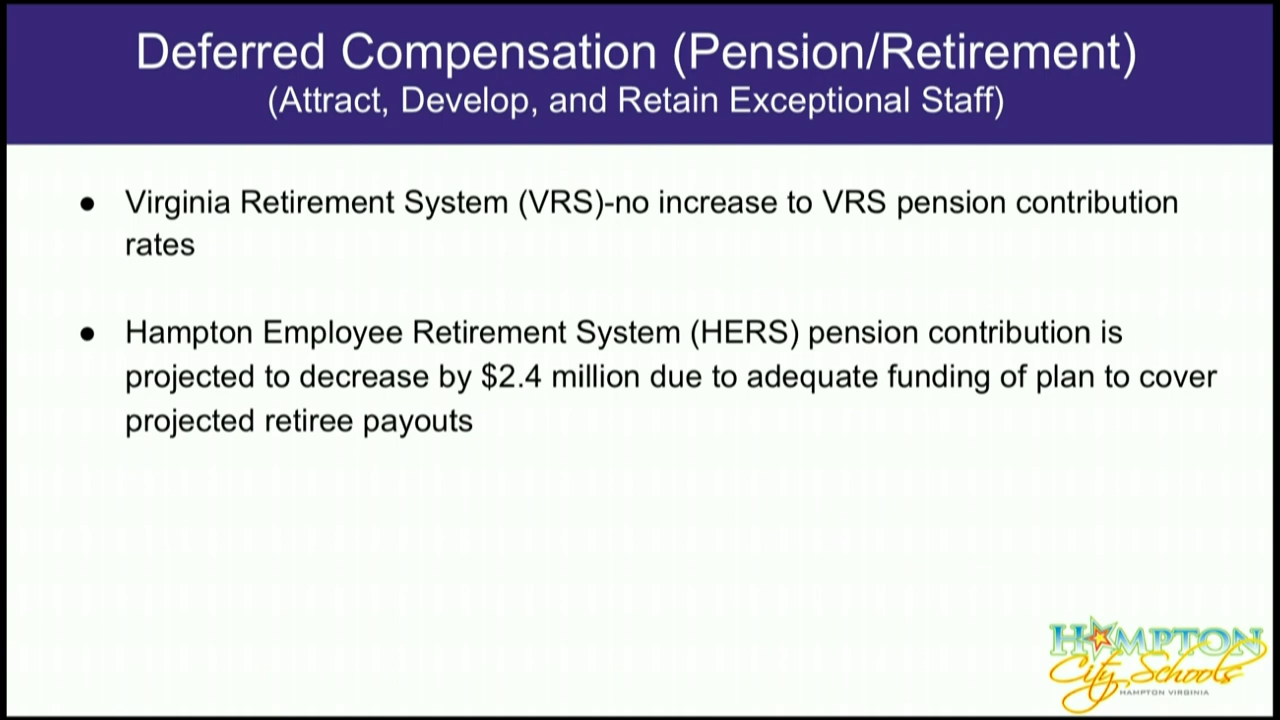 Deferred Compensation (Pension/Retirement)
(Attract, Develop, and Retain Exceptional Staff)
● Virginia Retirement System (VRS)-no increase to VRS pension contribution
rates
● Hampton Employee Retirement System (HERS) pension contribution is
projected to decrease by $2.4 million due to adequate funding of plan to cover
projected retiree payouts
HAMPTON
City Schools
HAMPTON VIRGINIA